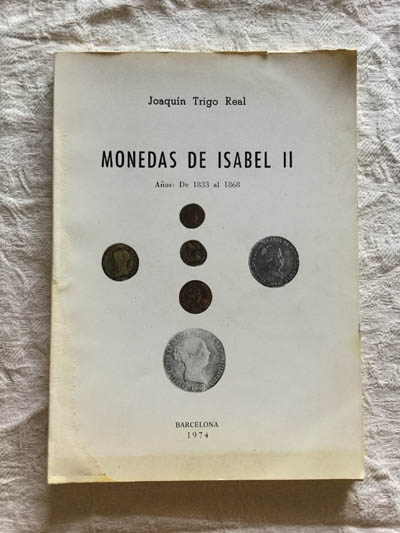 Joaquín Trigo Real
MONEDAS DE ISABEL II
Años: De 1833 al 1868
BARCELONA
1974